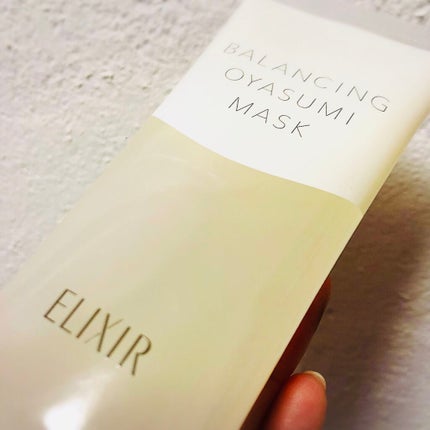 BALANCING
OYASUMI
MASK
ELIXIR